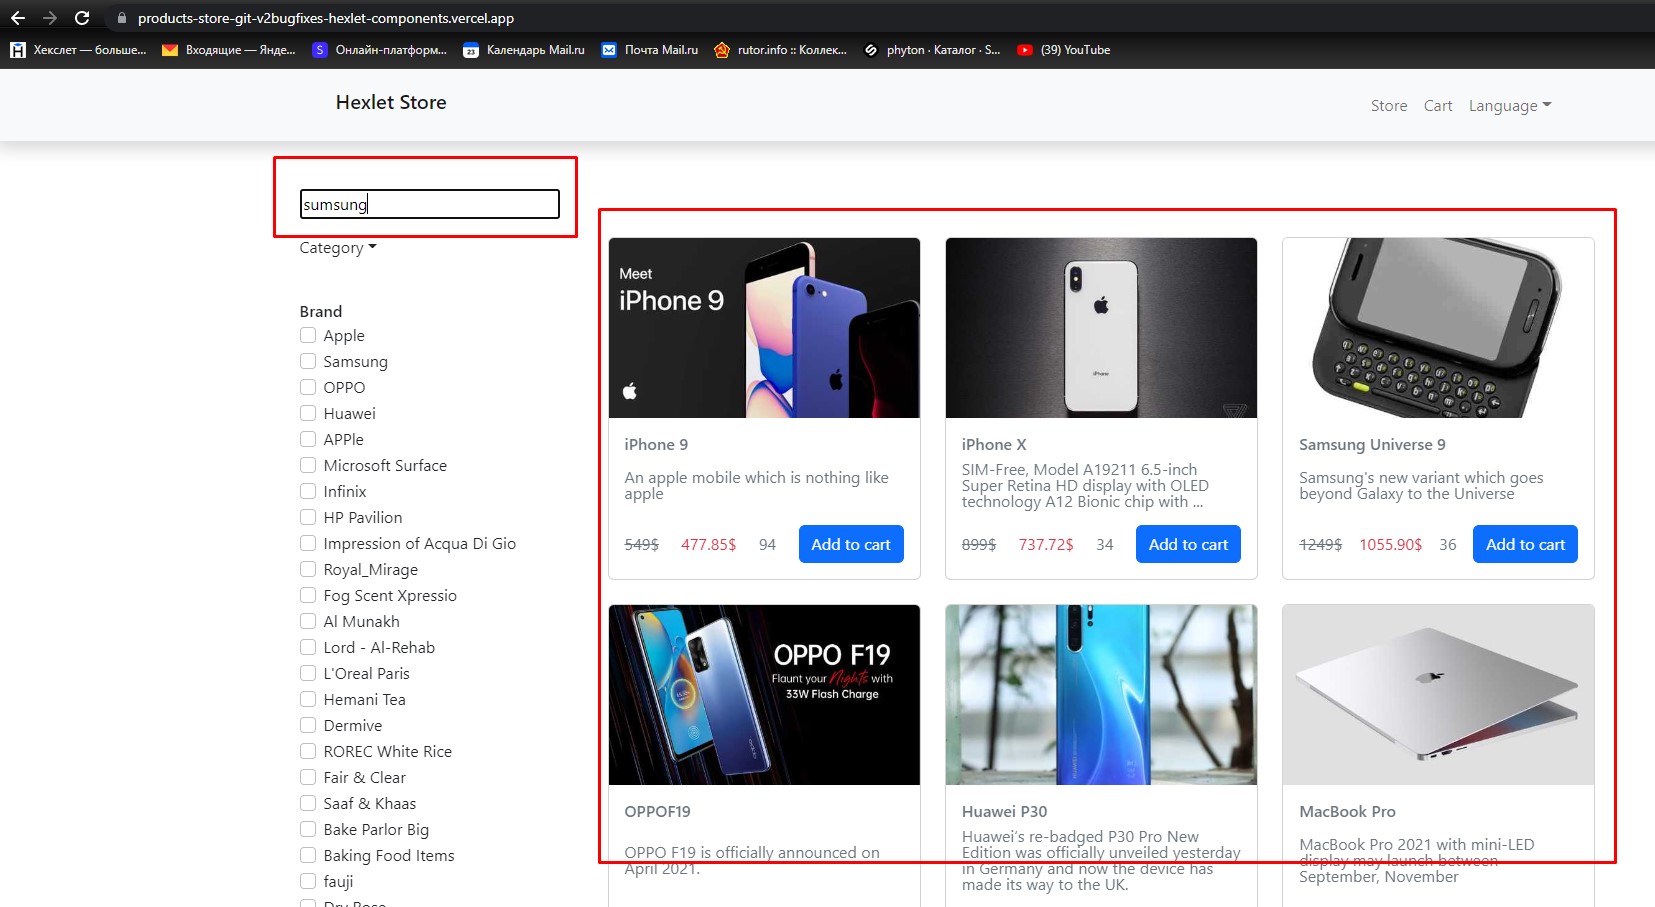 products-store-git-v2bugfixes-hexlet-components.vercel.app
Хекслет — больше... Входящие — Янде... Онлайн-платформ... 23 Календарь Mail.ru Почта Mail.ru rutor.info :: Коллек... phyton · Каталог · S... (39) YouTube
Hexlet Store
Store Cart Language
sumsung
Category
Brand
Apple
Samsung
OPPO
Huawei
APPle
Microsoft Surface
Infinix
HP Pavilion
Impression of Acqua Di Gio
Royal_Mirage
Fog Scent Xpressio
Al Munakh
Lord - Al-Rehab
L'Oreal Paris
Hemani Tea
Dermive
ROREC White Rice
Fair & Clear
Saaf & Khaas
Bake Parlor Big
Baking Food Items
fauji
Dry Rose
Meet
iPhone 9
iPhone 9
An apple mobile which is nothing like
apple
549$ 477.85$ 94 Add to cart
iPhone
iPhone X
SIM-Free, Model A19211 6.5-inch
Super Retina HD display with OLED
technology A12 Bionic chip with ...
899$ 737.72$ 34 Add to cart
Samsung Universe 9
Samsung's new variant which goes
beyond Galaxy to the Universe
1249$ 1055.90$ 36 Add to cart
OPPO F19
Flaunt your Nights with
33W Flash Charge
OPPOF19
OPPO F19 is officially announced on
April 2021.
HUAWEI
Huawei P30
Huawei’s re-badged P30 Pro New
Edition was officially unveiled yesterday
in Germany and now the device has
made its way to the UK.
MacBook Pro
MacBook Pro 2021 with mini-LED
display may launch between
September, November